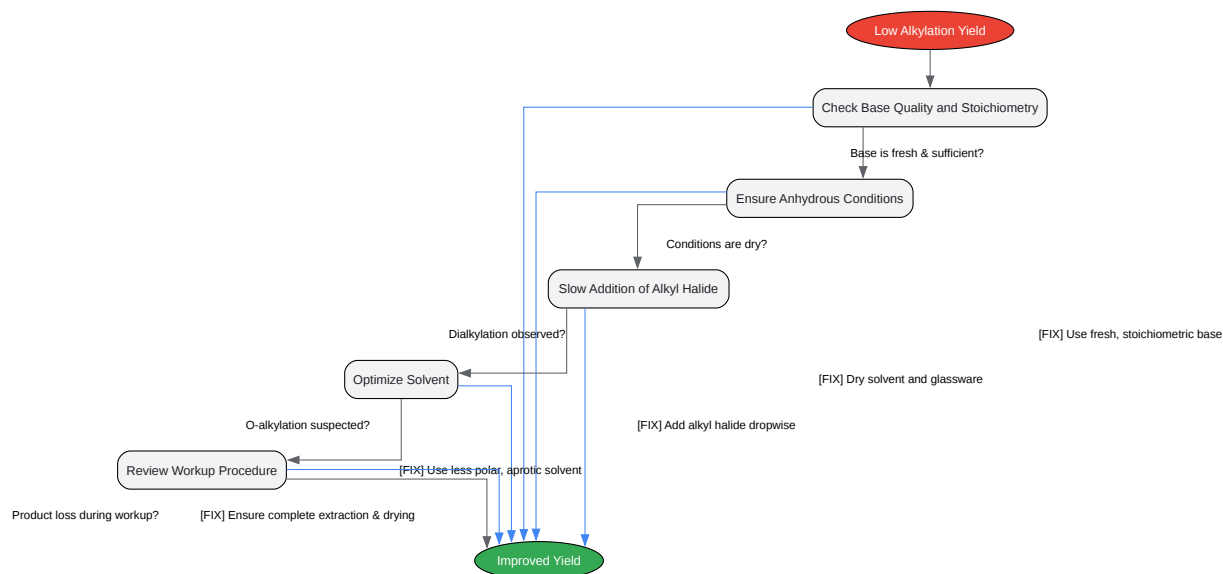 Low Alkylation Yield
Check Base Quality and Stoichiometry
Base is fresh & sufficient?
Ensure Anhydrous Conditions
Conditions are dry?
Slow Addition of Alkyl Halide
Dialkylation observed?
[FIX] Use fresh, stoichiometric base
Optimize Solvent
[FIX] Dry solvent and glassware
O-alkylation suspected?
[FIX] Add alkyl halide dropwise
Review Workup Procedure
[FIX] Use less polar, aprotic solvent
Product loss during workup?
[FIX] Ensure complete extraction & drying
Improved Yield